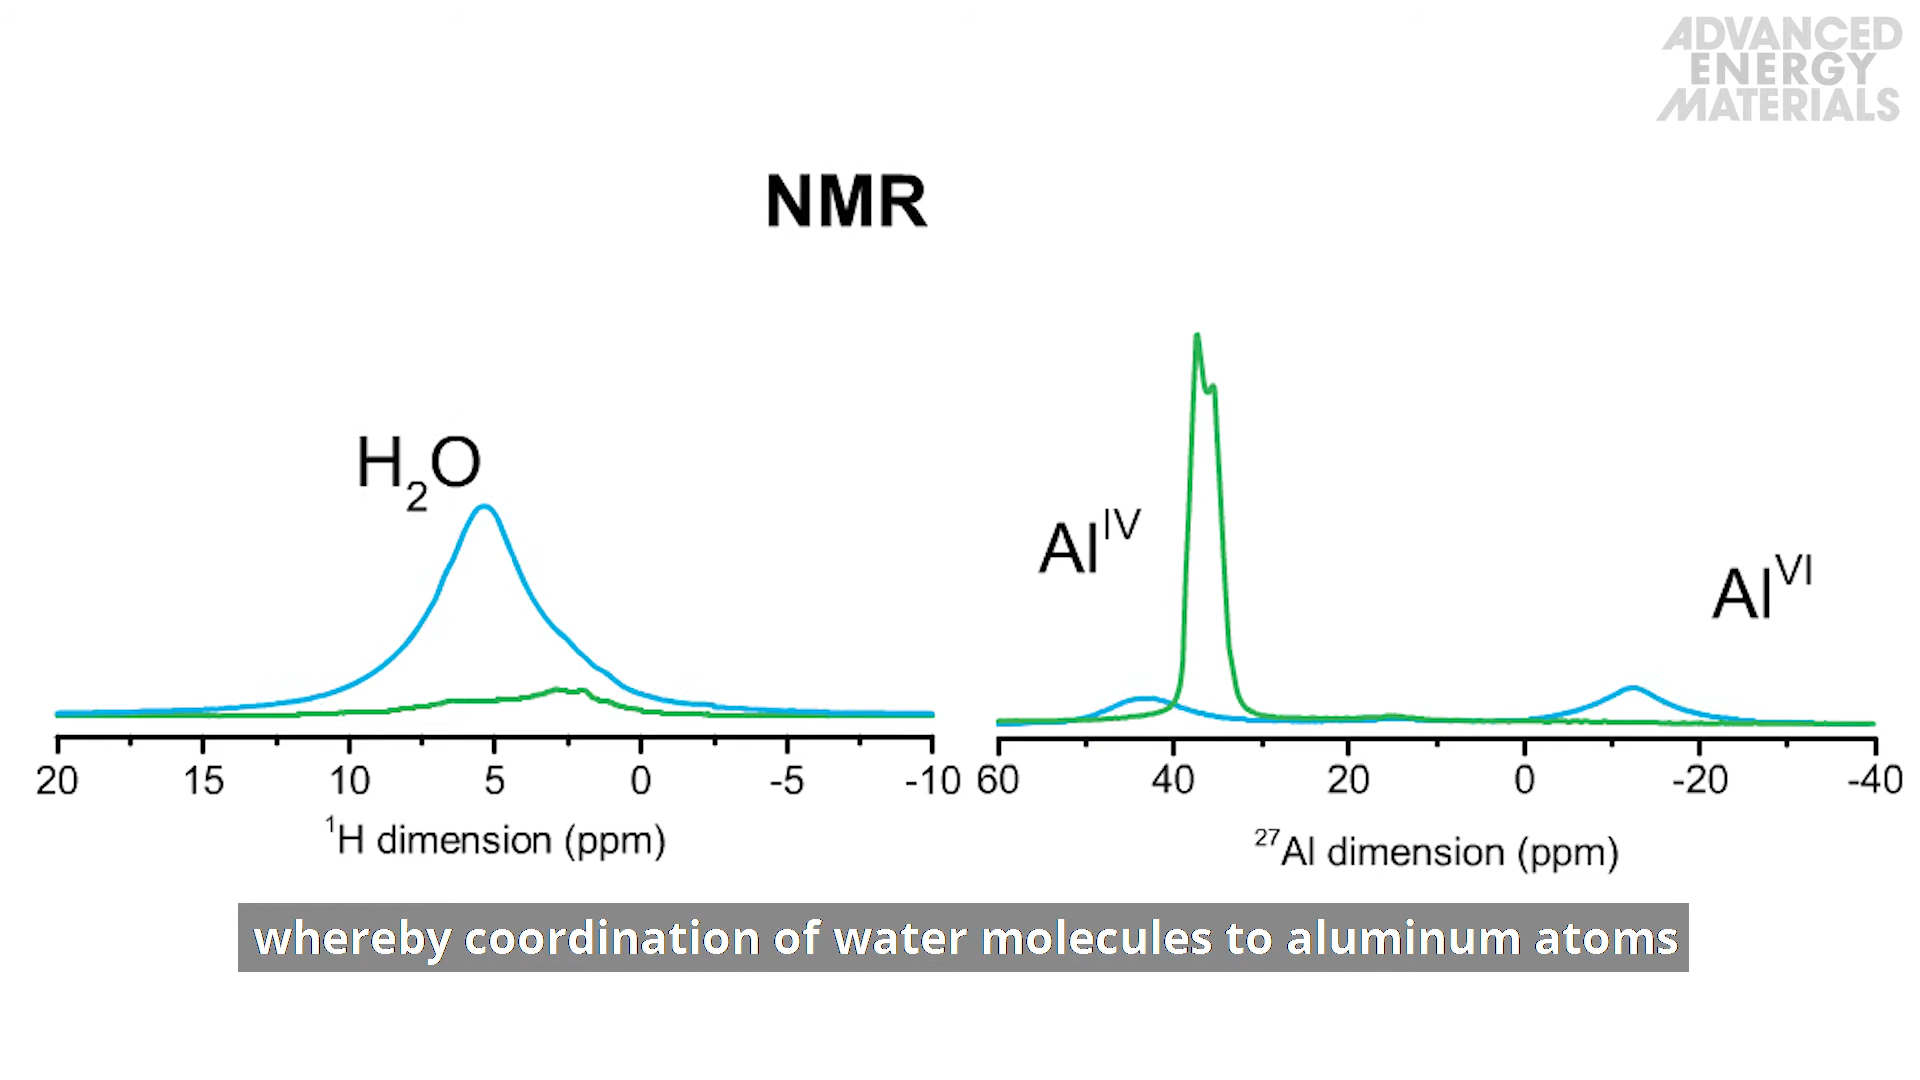 ADVANCED
ENERGY
MATERIALS
NMR
H₂O
Alᴵⱽ
Alⱽᴵ
20 15 10 5 0 -5 -10
60 40 20 0 -20 -40
¹H dimension (ppm)
²⁷Al dimension (ppm)
whereby coordination of water molecules to aluminum atoms